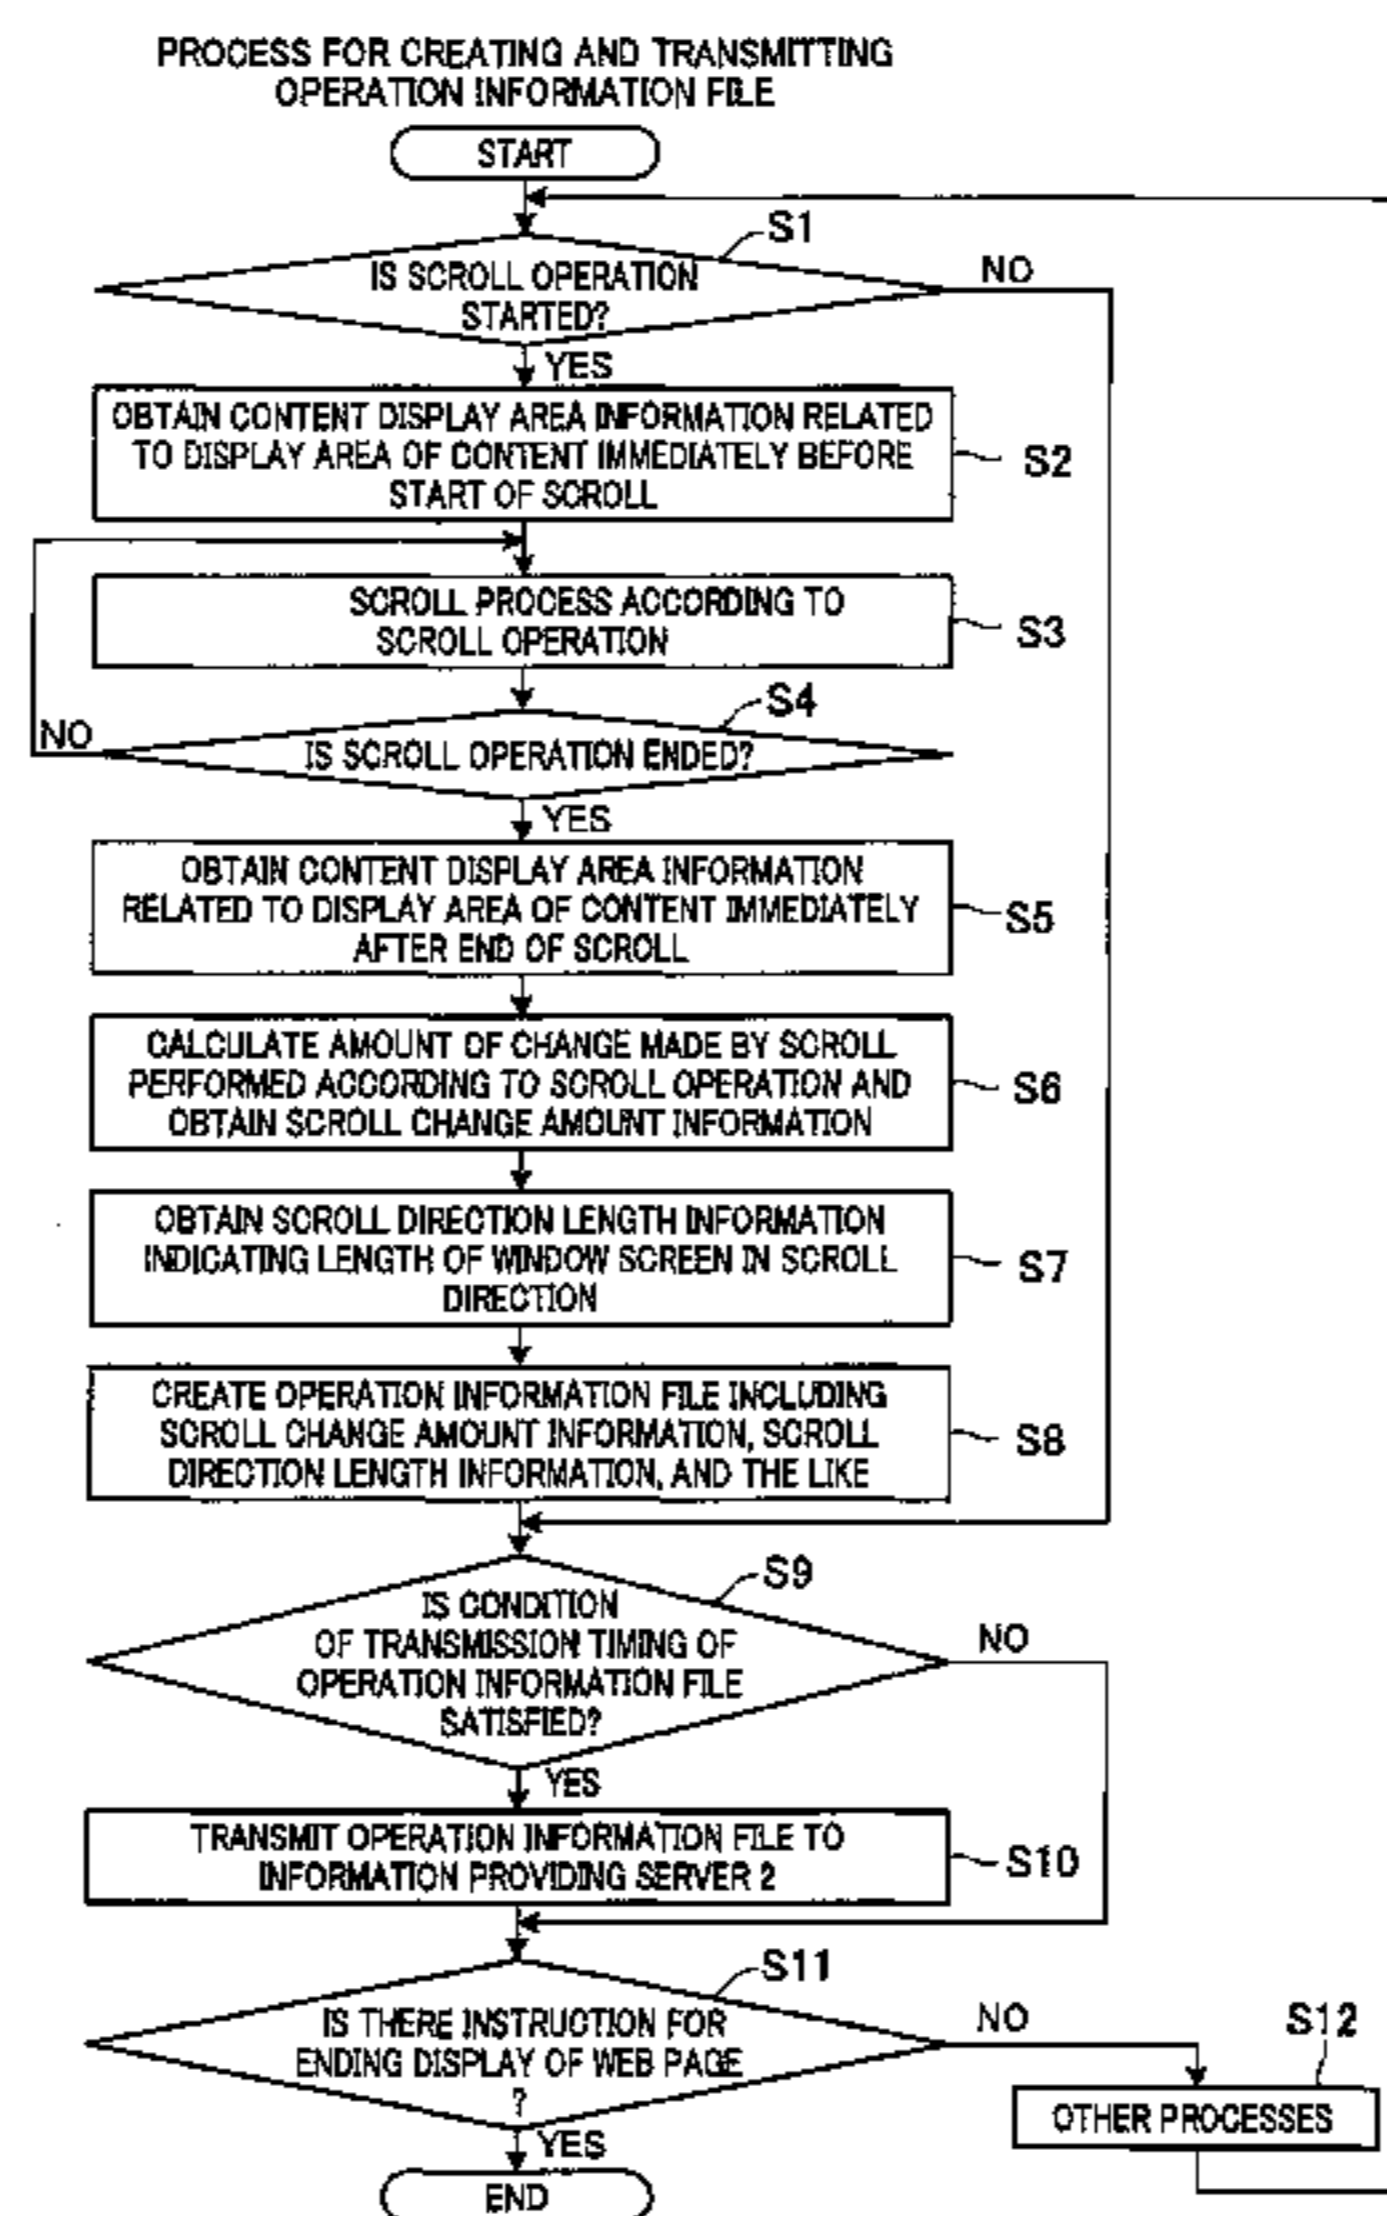 PROCESS FOR CREATING AND TRANSMITTING
OPERATION INFORMATION FILE
START
S1
IS SCROLL OPERATION
STARTED?
NO
YES
OBTAIN CONTENT DISPLAY AREA INFORMATION RELATED
TO DISPLAY AREA OF CONTENT IMMEDIATELY BEFORE
START OF SCROLL
S2
SCROLL PROCESS ACCORDING TO
SCROLL OPERATION
S3
S4
NO
IS SCROLL OPERATION ENDED?
YES
OBTAIN CONTENT DISPLAY AREA INFORMATION
RELATED TO DISPLAY AREA OF CONTENT IMMEDIATELY
AFTER END OF SCROLL
S5
CALCULATE AMOUNT OF CHANGE MADE BY SCROLL
PERFORMED ACCORDING TO SCROLL OPERATION AND
OBTAIN SCROLL CHANGE AMOUNT INFORMATION
S6
OBTAIN SCROLL DIRECTION LENGTH INFORMATION
INDICATING LENGTH OF WINDOW SCREEN IN SCROLL
DIRECTION
S7
CREATE OPERATION INFORMATION FILE INCLUDING
SCROLL CHANGE AMOUNT INFORMATION, SCROLL
DIRECTION LENGTH INFORMATION, AND THE LIKE
S8
S9
IS CONDITION
OF TRANSMISSION TIMING OF
OPERATION INFORMATION FILE
SATISFIED?
NO
YES
TRANSMIT OPERATION INFORMATION FILE TO
INFORMATION PROVIDING SERVER 2
S10
S11
IS THERE INSTRUCTION FOR
ENDING DISPLAY OF WEB PAGE
?
NO
S12
OTHER PROCESSES
YES
END